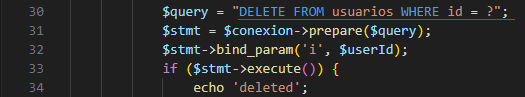 30 $query = "DELETE FROM usuarios WHERE id = ?";
31 $stmt = $conexion->prepare($query);
32 $stmt->bind_param('i', $userId);
33 if ($stmt->execute()) {
34 echo 'deleted';